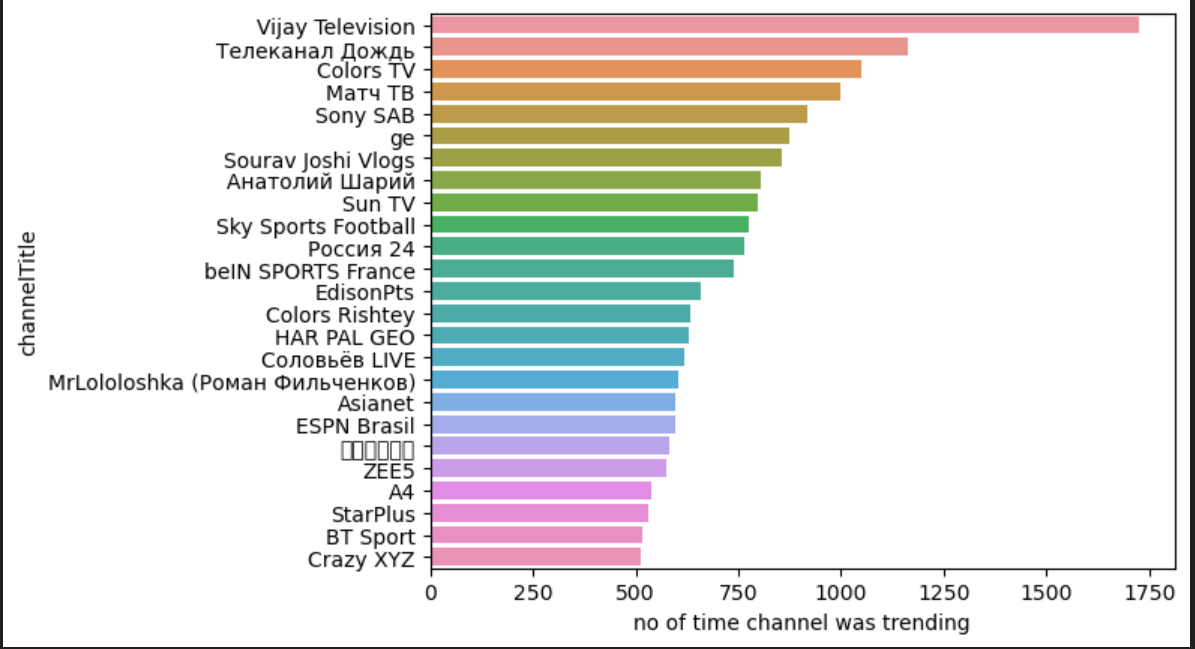 Vijay Television
Телеканал Дождь
Colors TV
Матч ТВ
Sony SAB
ge
Sourav Joshi Vlogs
Анатолий Шарий
Sun TV
Sky Sports Football
Россия 24
beIN SPORTS France
EdisonPts
Colors Rishtey
HAR PAL GEO
Соловьёв LIVE
MrLololoshka (Роман Фильченков)
Asianet
ESPN Brasil
ZEE5
A4
StarPlus
BT Sport
Crazy XYZ
channelTitle
0 250 500 750 1000 1250 1500 1750
no of time channel was trending